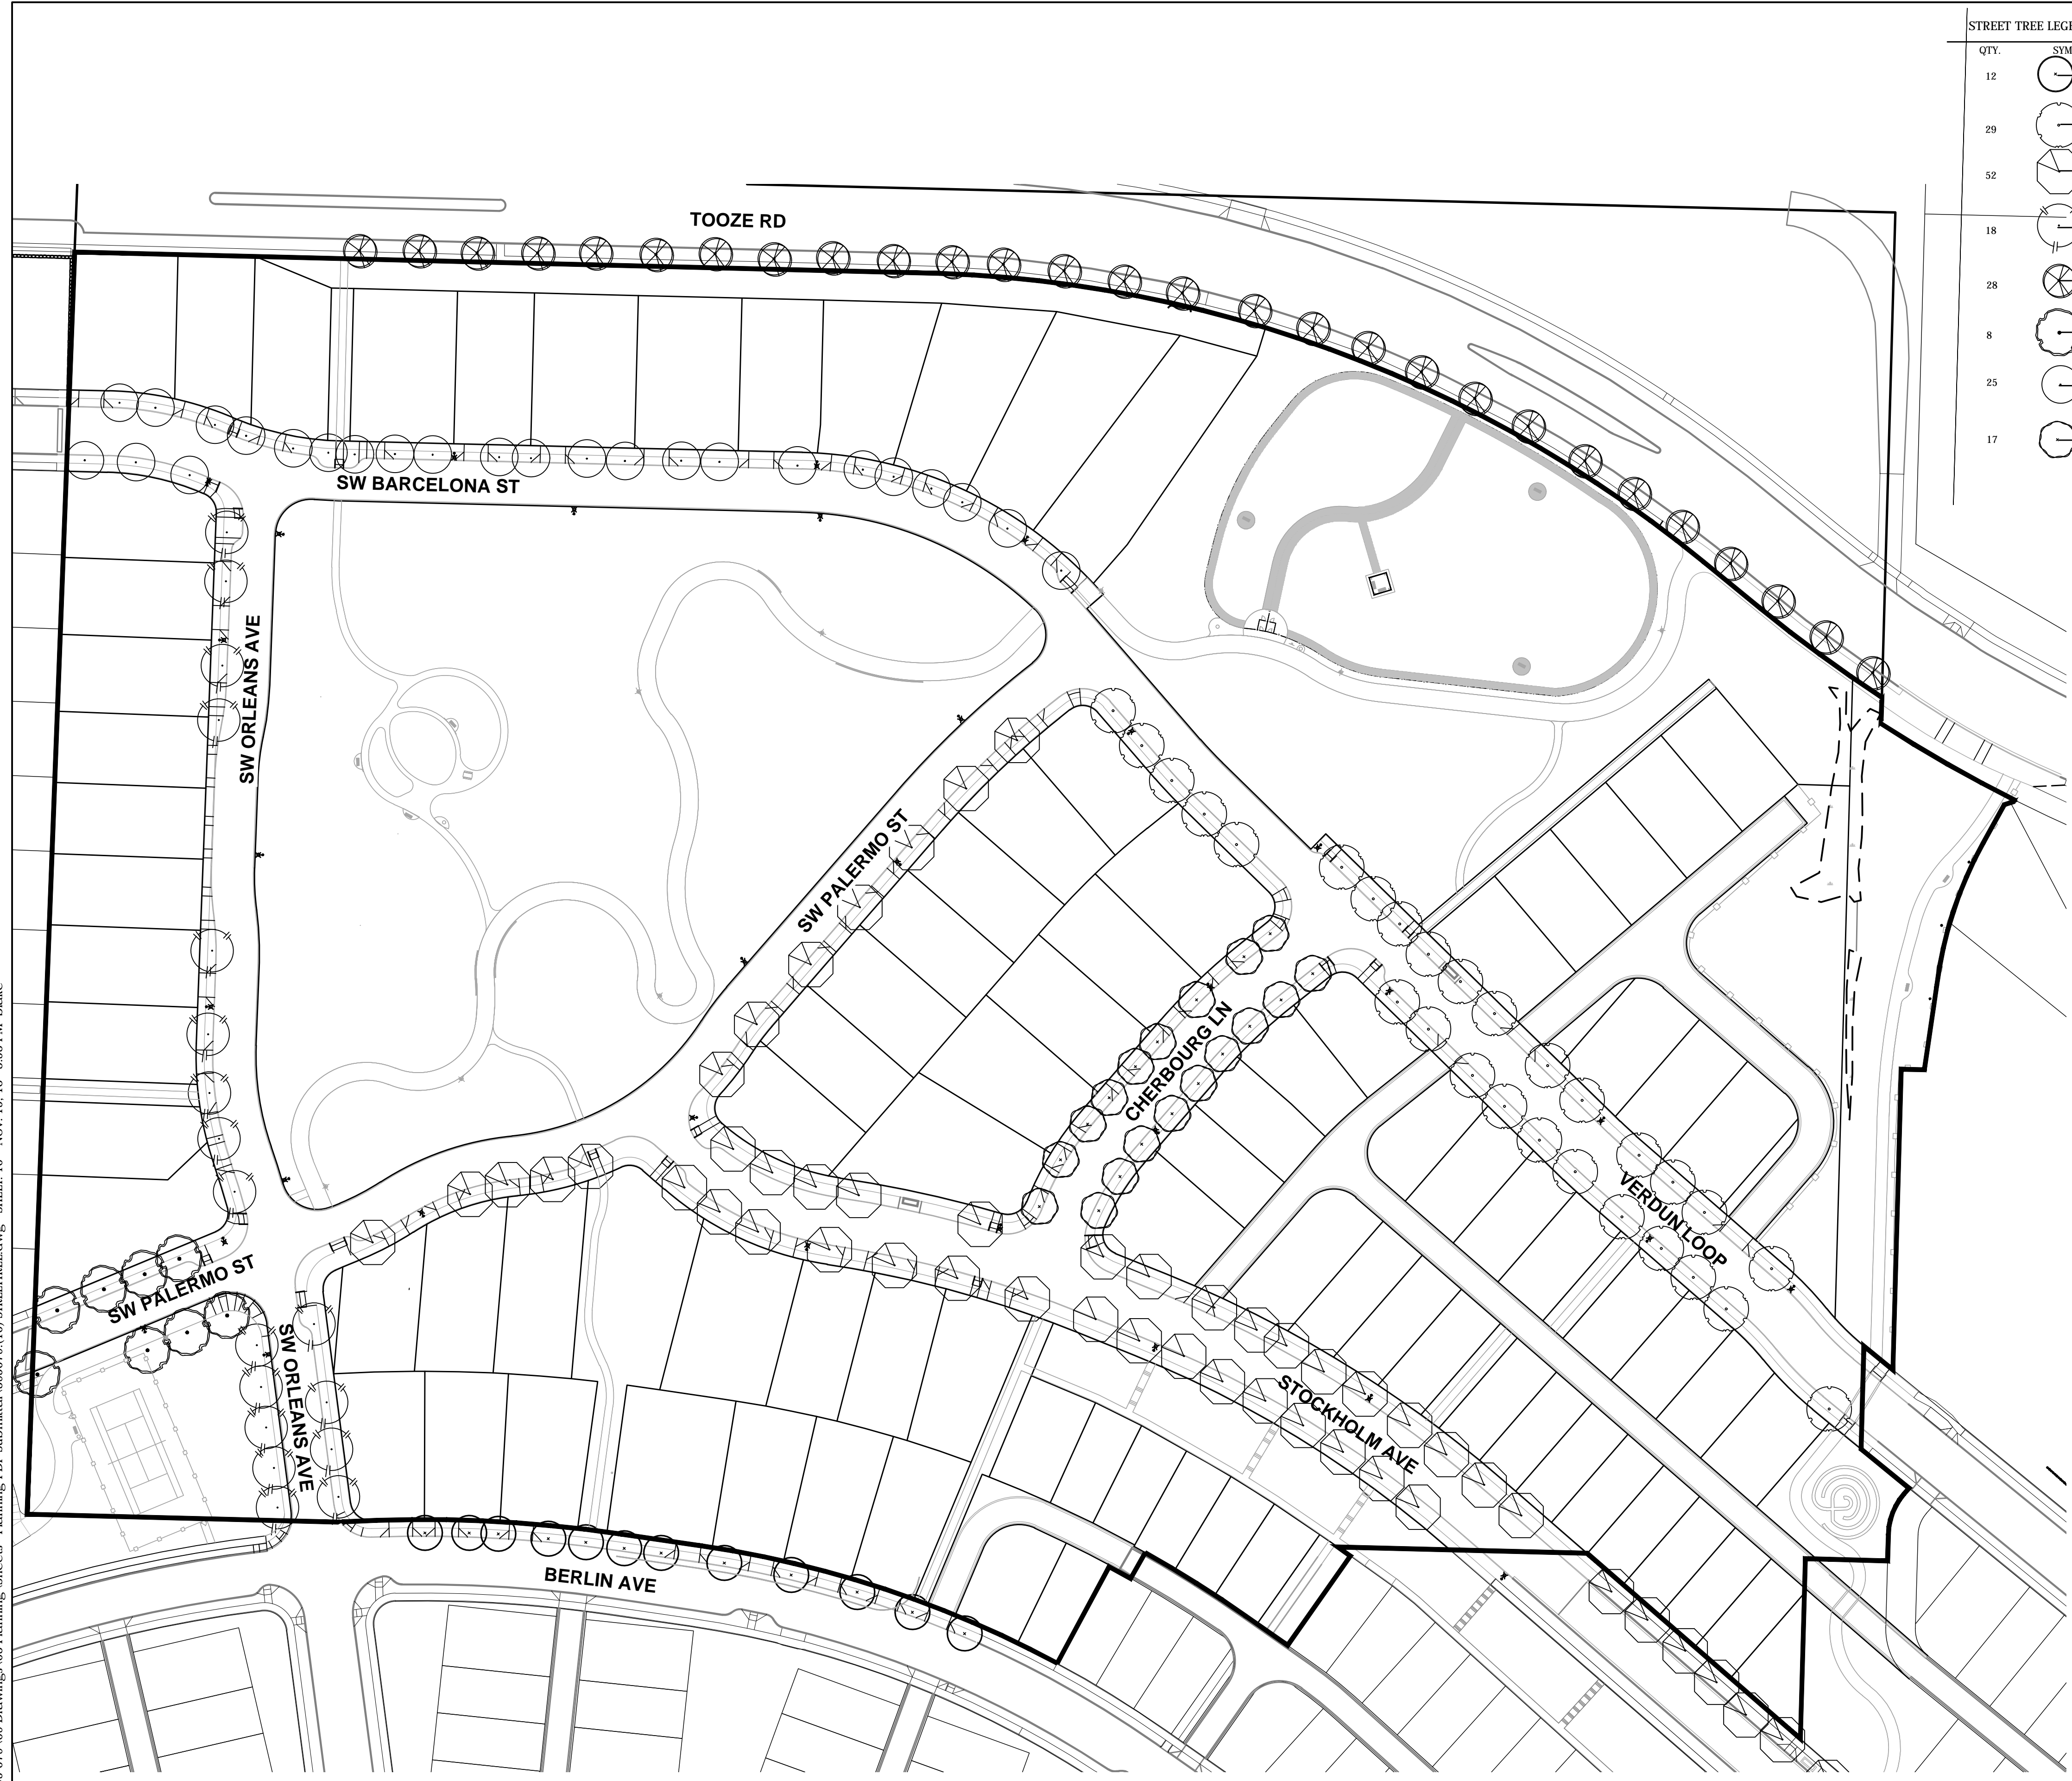 STREET TREE LEGE
QTY.
SYM
12
29
52
18
28
8
25
17
TOOZE RD
SW BARCELONA ST
SW ORLEANS AVE
SW PALERMO ST
CHERBOURG LN
VERDUN LOOP
SW PALERMO ST
SW ORLEANS AVE
STOCKHOLM AVE
BERLIN AVE